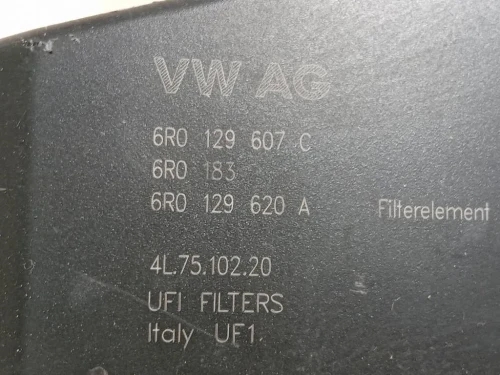 VW AG
6R0 129 607 C
6R0 183
6R0 129 620 A Filterelement
4L.75.102.20
UFI FILTERS
Italy UF1.